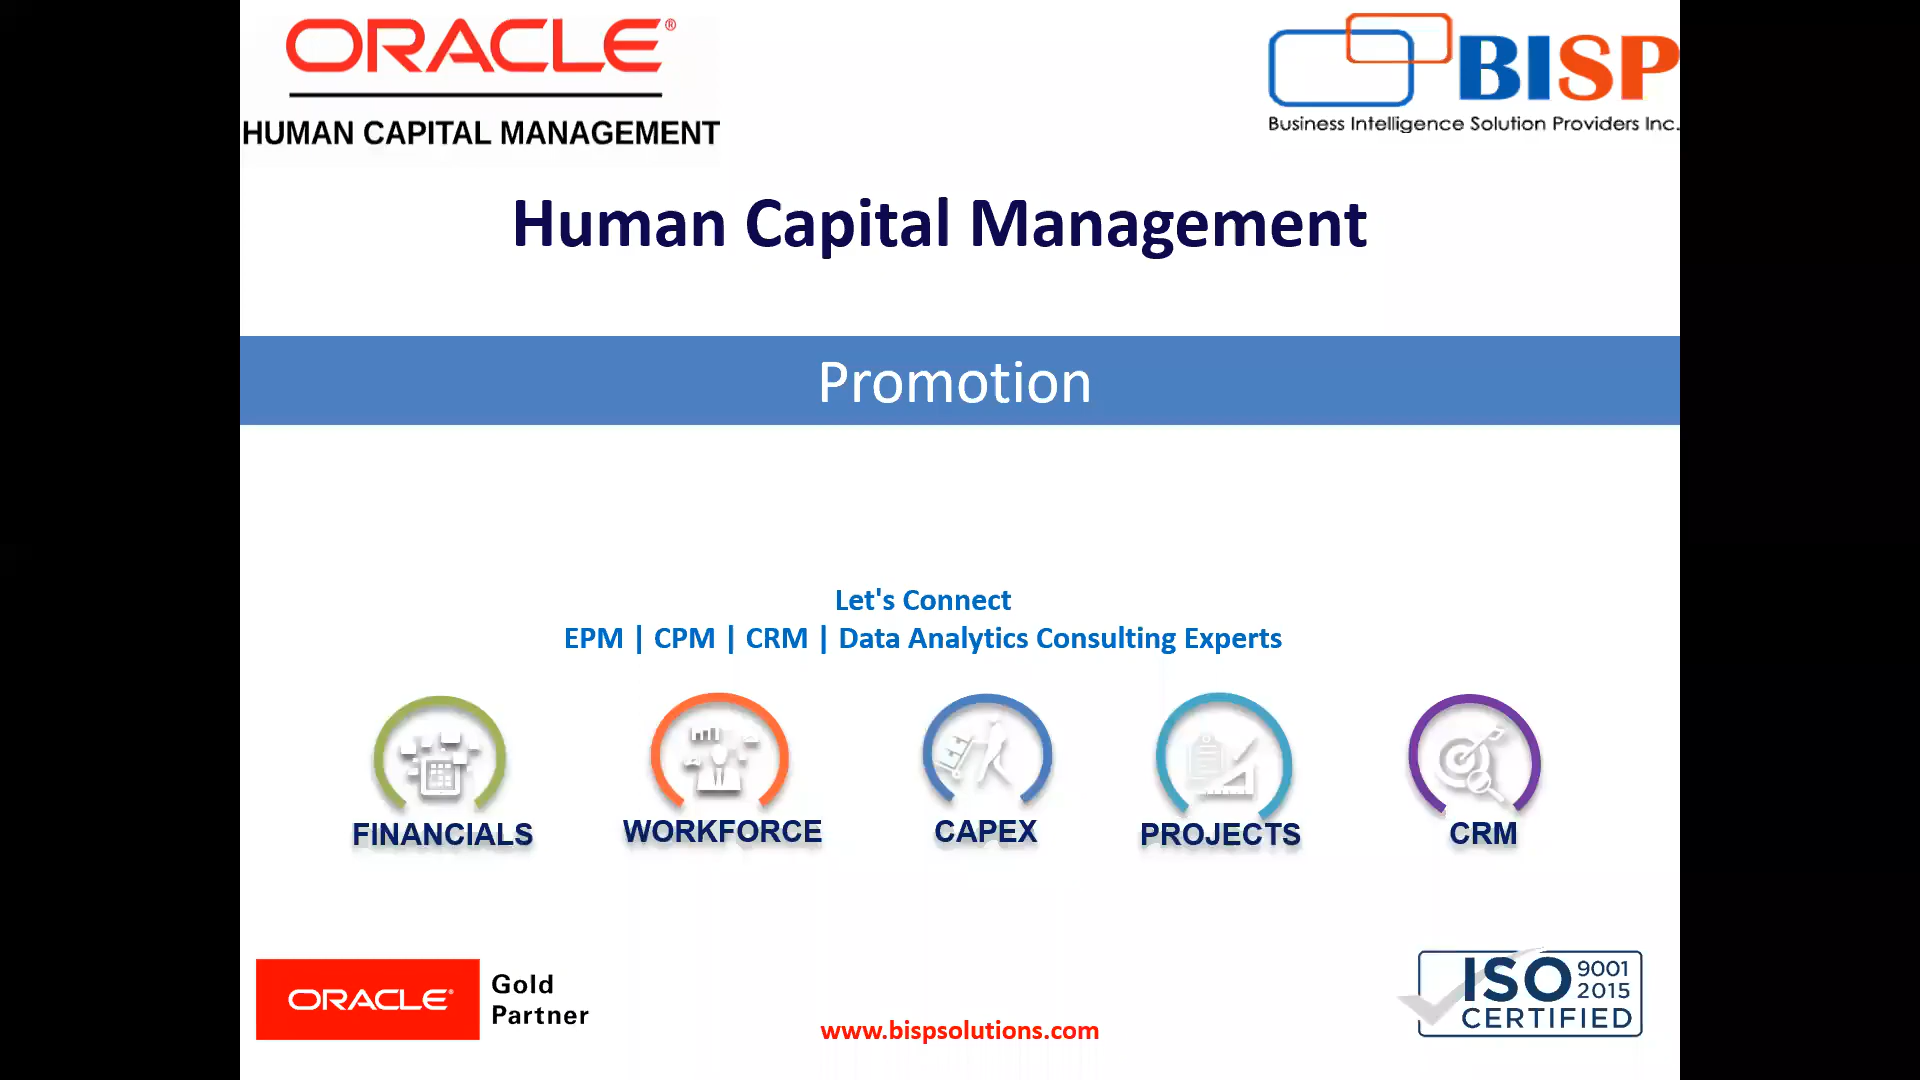 ORACLE®
HUMAN CAPITAL MANAGEMENT
BISP
Business Intelligence Solution Providers Inc.
Human Capital Management
Promotion
Let's Connect
EPM | CPM | CRM | Data Analytics Consulting Experts
FINANCIALS
WORKFORCE
CAPEX
PROJECTS
CRM
ORACLE®
Gold
Partner
www.bispsolutions.com
ISO 9001
2015
CERTIFIED